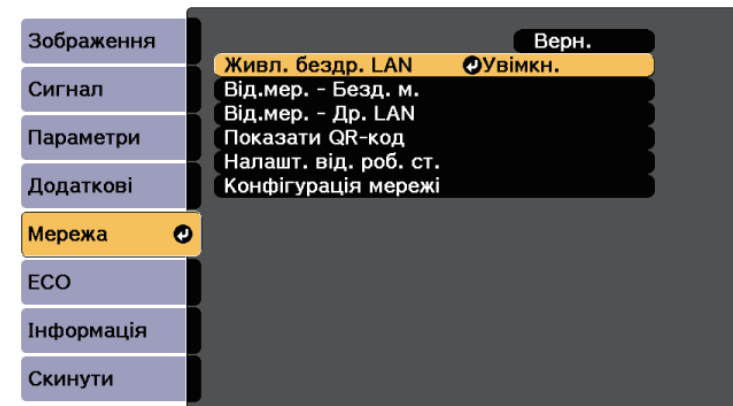 Зображення
Сигнал
Параметри
Додаткові
Мережа
ECO
Інформація
Скинути
Верн.
Живл. бездр. LAN Увімкн.
Від.мер. - Безд. м.
Від.мер. - Др. LAN
Показати QR-код
Налашт. від. роб. ст.
Конфігурація мережі